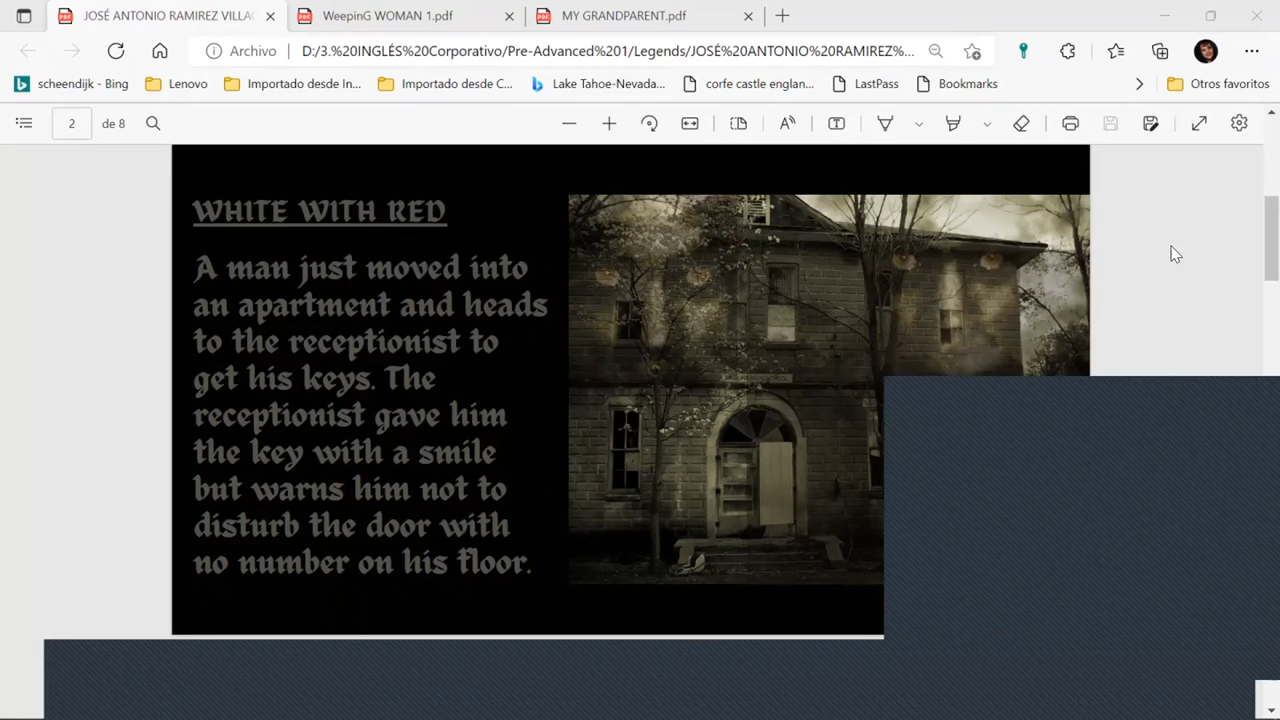 JOSÉ ANTONIO RAMIREZ VILLAC
WeepinG WOMAN 1.pdf
MY GRANDPARENT.pdf
Archivo
D:/3.%20INGLÉS%20Corporativo/Pre-Advanced%201/Legends/JOSÉ%20ANTONIO%20RAMIREZ%...
scheendijk - Bing
Lenovo
Importado desde In...
Importado desde C...
Lake Tahoe-Nevada...
corfe castle englan...
LastPass
Bookmarks
Otros favoritos
2 de 8
WHITE WITH RED
A man just moved into
an apartment and heads
to the receptionist to
get his keys. The
receptionist gave him
the key with a smile
but warns him not to
disturb the door with
no number on his floor.